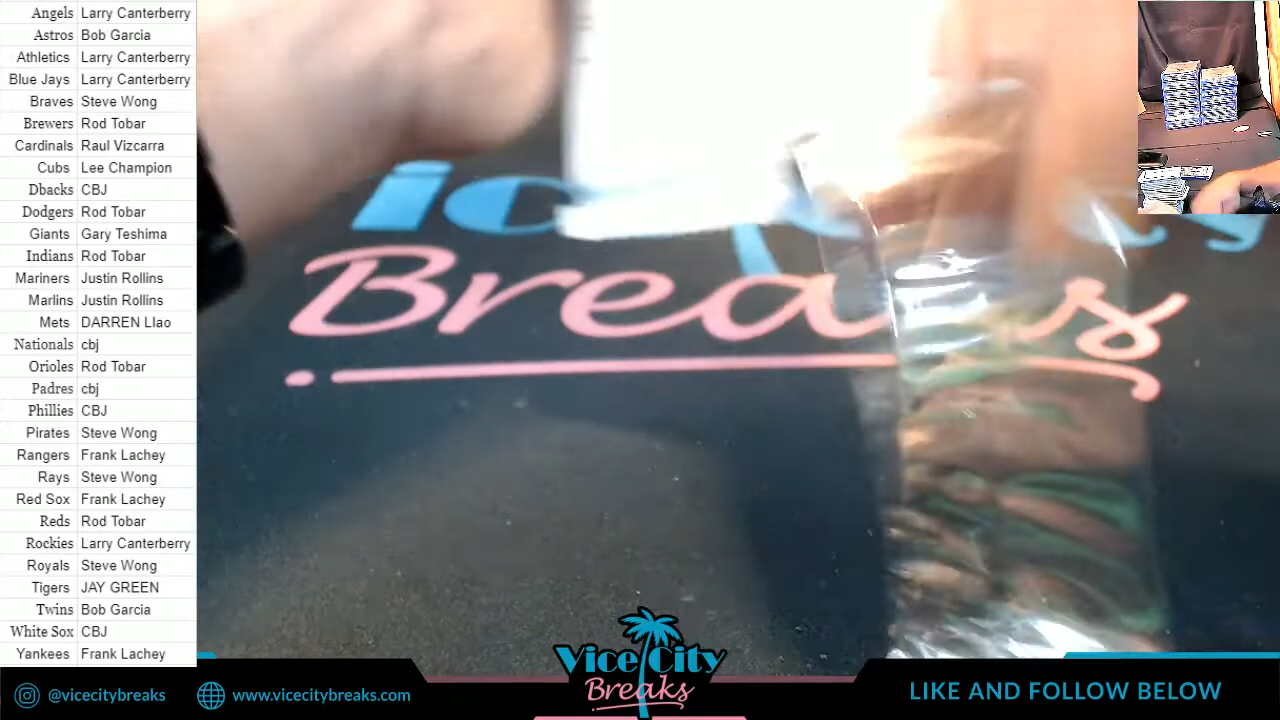 Angels Larry Canterberry
Astros Bob Garcia
Athletics Larry Canterberry
Blue Jays Larry Canterberry
Braves Steve Wong
Brewers Rod Tobar
Cardinals Raul Vizcarra
Cubs Lee Champion
Dbacks CBJ
Dodgers Rod Tobar
Giants Gary Teshima
Indians Rod Tobar
Mariners Justin Rollins
Marlins Justin Rollins
Mets DARREN LIao
Nationals cbj
Orioles Rod Tobar
Padres cbj
Phillies CBJ
Pirates Steve Wong
Rangers Frank Lachey
Rays Steve Wong
Red Sox Frank Lachey
Reds Rod Tobar
Rockies Larry Canterberry
Royals Steve Wong
Tigers JAY GREEN
Twins Bob Garcia
White Sox CBJ
Yankees Frank Lachey
Vice City
Breaks
@vicecitybreaks
www.vicecitybreaks.com
LIKE AND FOLLOW BELOW